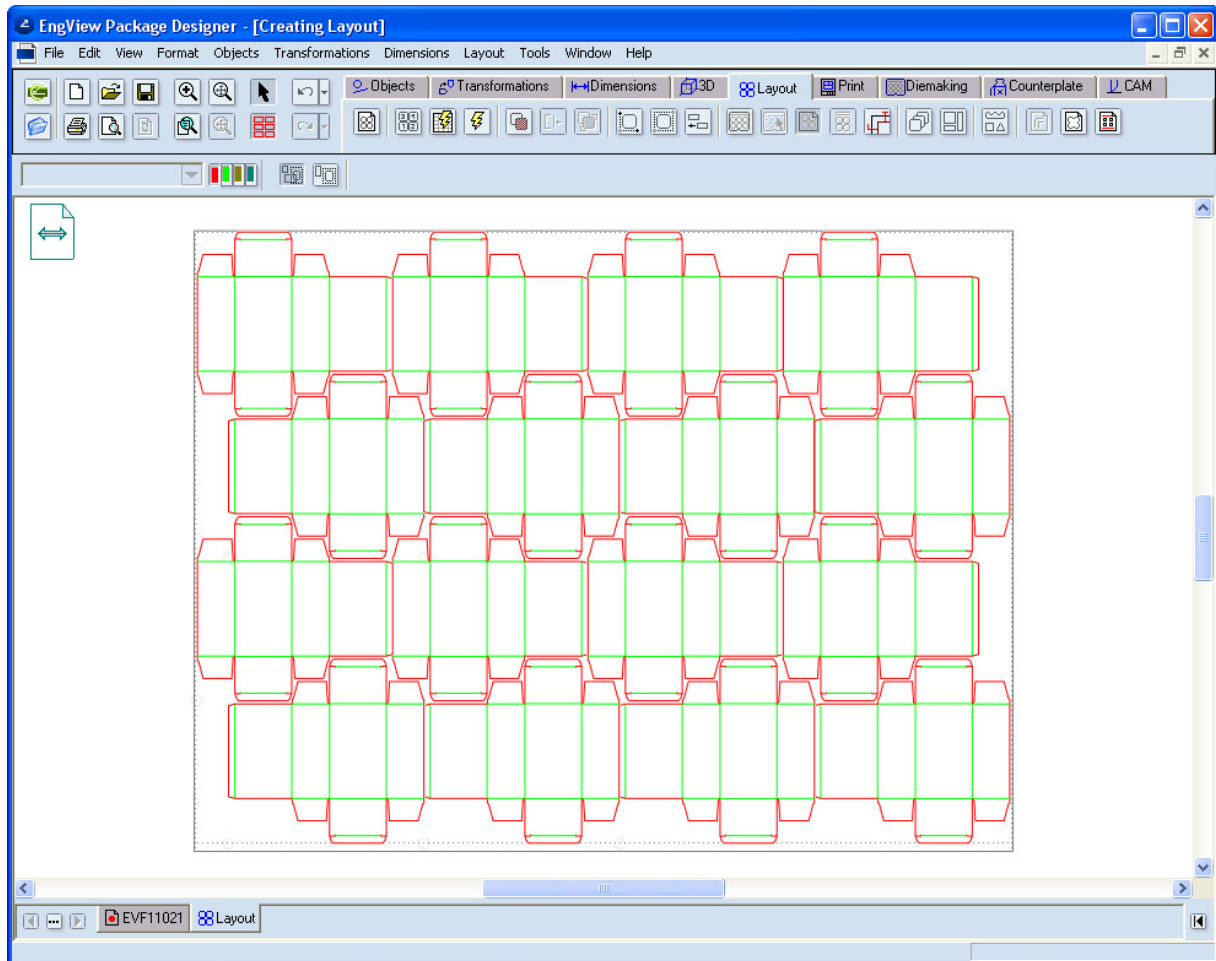 EngView Package Designer - [Creating Layout]
File Edit View Format Objects Transformations Dimensions Layout Tools Window Help
Objects Transformations Dimensions 3D Layout Print Diemaking Counterplate CAM
EVF11021 Layout